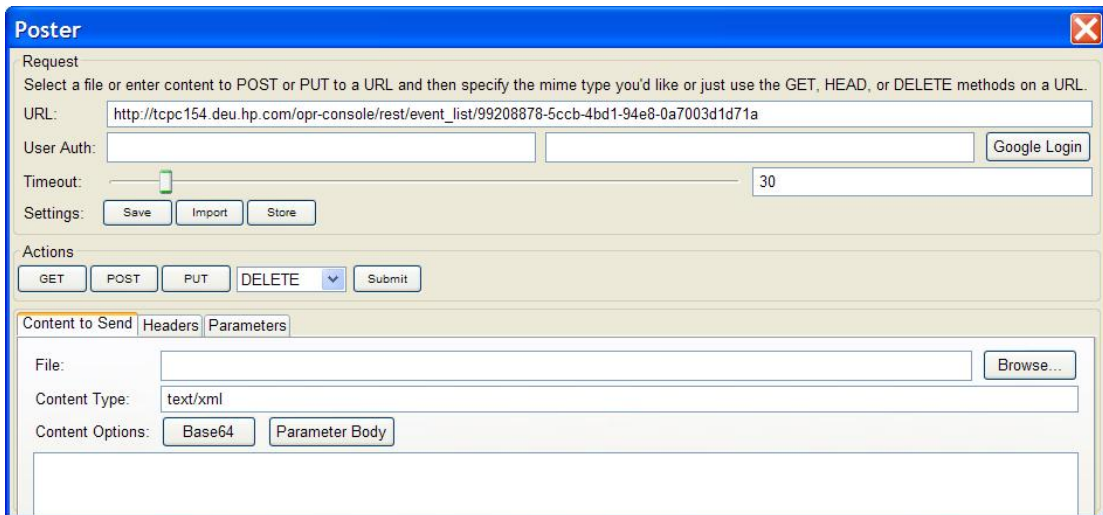 Poster
Request
Select a file or enter content to POST or PUT to a URL and then specify the mime type you'd like or just use the GET, HEAD, or DELETE methods on a URL.
URL: http://tcpc154.deu.hp.com/opr-console/rest/event_list/99208878-5ccb-4bd1-94e8-0a7003d1d71a
User Auth: Google Login
Timeout: 30
Settings: Save Import Store
Actions
GET POST PUT DELETE Submit
Content to Send Headers Parameters
File: Browse...
Content Type: text/xml
Content Options: Base64 Parameter Body